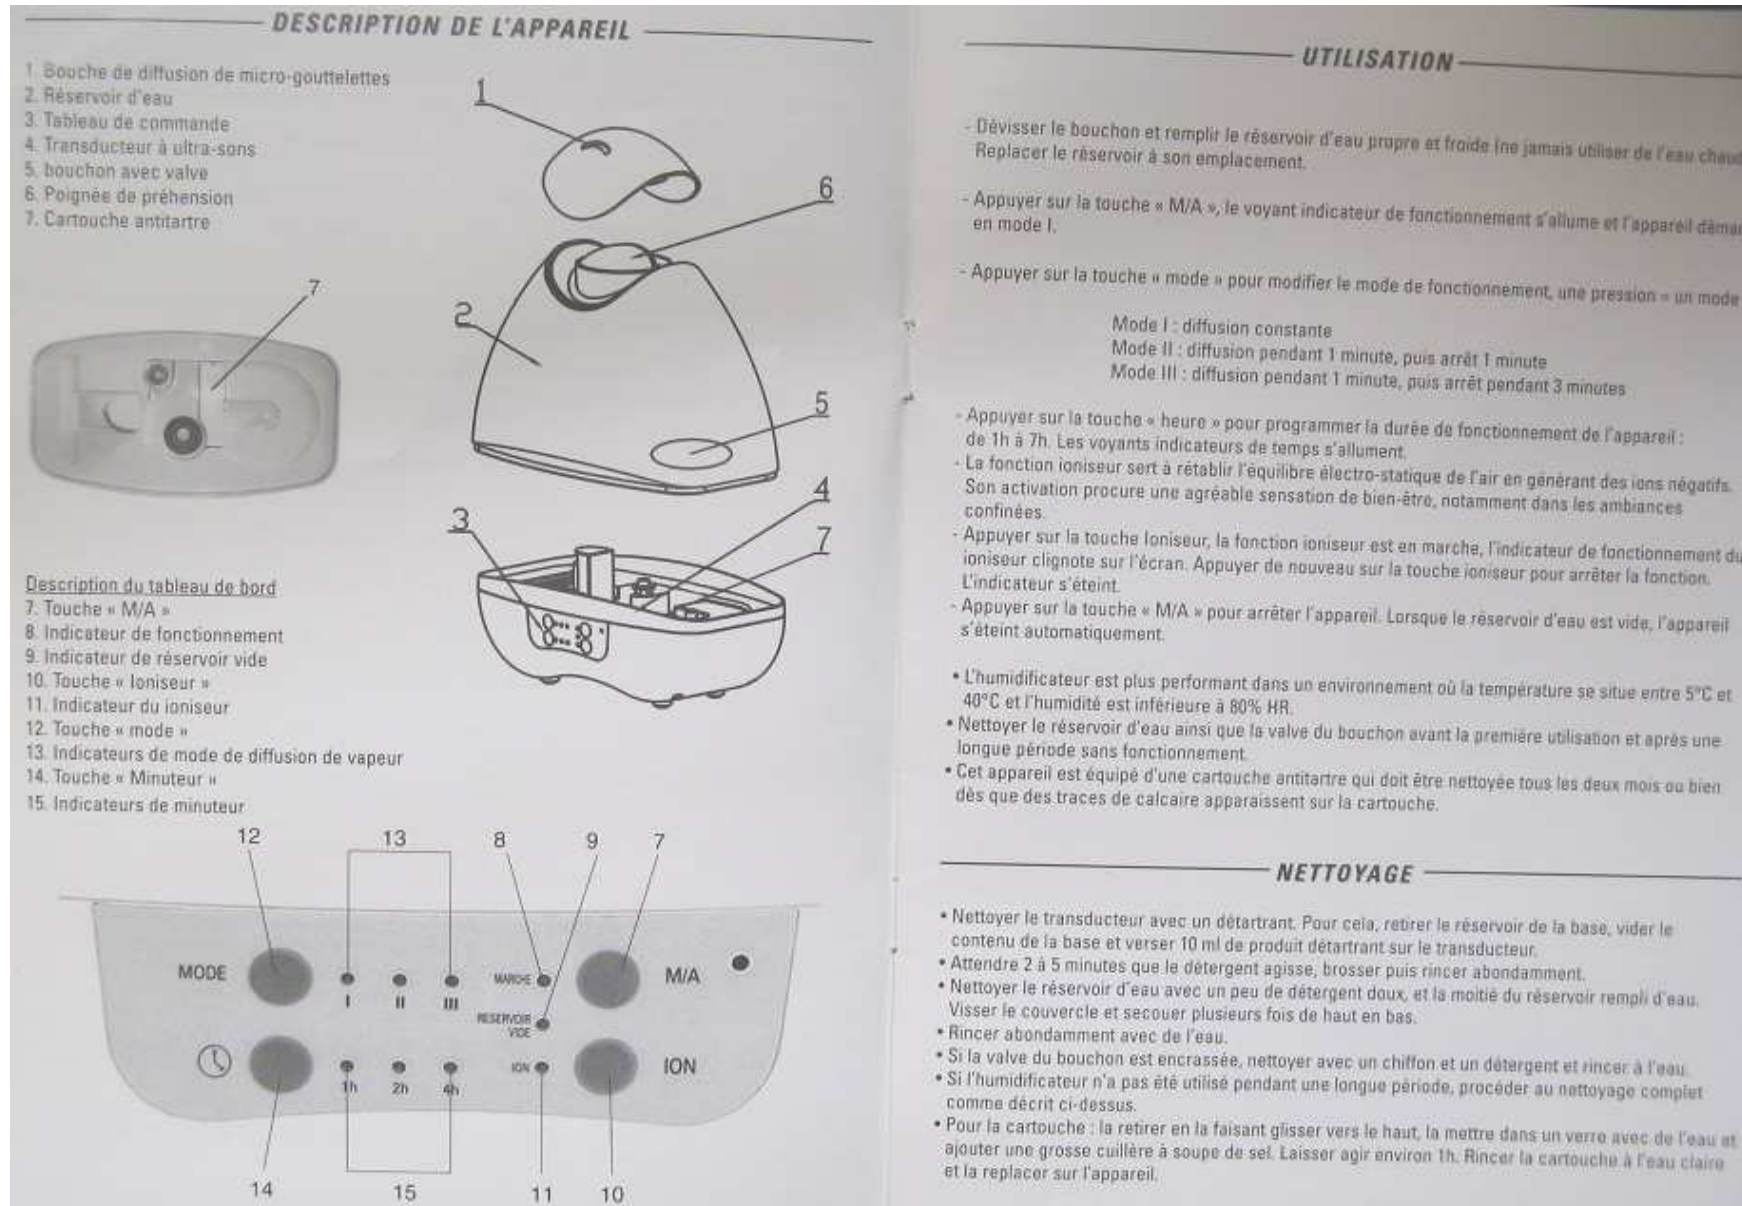 DESCRIPTION DE L'APPAREIL
1. Bouche de diffusion de micro-gouttelettes
2. Réservoir d'eau
3. Tableau de commande
4. Transducteur à ultra-sons
5. bouchon avec valve
6. Poignée de préhension
7. Cartouche antitartre
1
6
2
5
4
3
7
7
Description du tableau de bord
7. Touche « M/A »
8. Indicateur de fonctionnement
9. Indicateur de réservoir vide
10. Touche « Ioniseur »
11. Indicateur du ioniseur
12. Touche « mode »
13. Indicateurs de mode de diffusion de vapeur
14. Touche « Minuteur »
15. Indicateurs de minuteur
12 13 8 9 7
MODE I II III MARCHE M/A
RESERVOIR
VIDE
1h 2h 4h ION ION
14 15 11 10
UTILISATION
- Dévisser le bouchon et remplir le réservoir d'eau propre et froide (ne jamais utiliser de l'eau
Replacer le réservoir à son emplacement.
- Appuyer sur la touche « M/A », le voyant indicateur de fonctionnement s'allume et l'appareil
en mode I.
- Appuyer sur la touche « mode » pour modifier le mode de fonctionnement, une pression = un mode
Mode I : diffusion constante
Mode II : diffusion pendant 1 minute, puis arrêt 1 minute
Mode III : diffusion pendant 1 minute, puis arrêt pendant 3 minutes
- Appuyer sur la touche « heure » pour programmer la durée de fonctionnement de l'appareil :
de 1h à 7h. Les voyants indicateurs de temps s'allument.
- La fonction ioniseur sert à rétablir l'équilibre électro-statique de l'air en générant des ions négatifs.
Son activation procure une agréable sensation de bien-être, notamment dans les ambiances
confinées.
- Appuyer sur la touche Ioniseur, la fonction ioniseur est en marche, l'indicateur de fonctionnement du
ioniseur clignote sur l'écran. Appuyer de nouveau sur la touche ioniseur pour arrêter la fonction.
L'indicateur s'éteint.
- Appuyer sur la touche « M/A » pour arrêter l'appareil. Lorsque le réservoir d'eau est vide, l'appareil
s'éteint automatiquement.
• L'humidificateur est plus performant dans un environnement où la température se situe entre 5°C et
40°C et l'humidité est inférieure à 80% HR.
• Nettoyer le réservoir d'eau ainsi que la valve du bouchon avant la première utilisation et après une
longue période sans fonctionnement.
• Cet appareil est équipé d'une cartouche antitartre qui doit être nettoyée tous les deux mois ou bien
dès que des traces de calcaire apparaissent sur la cartouche.
NETTOYAGE
• Nettoyer le transducteur avec un détartrant. Pour cela, retirer le réservoir de la base, vider le
contenu de la base et verser 10 ml de produit détartrant sur le transducteur.
• Attendre 2 à 5 minutes que le détergent agisse, brosser puis rincer abondamment.
• Nettoyer le réservoir d'eau avec un peu de détergent doux, et la moitié du réservoir rempli d'eau.
Visser le couvercle et secouer plusieurs fois de haut en bas.
• Rincer abondamment avec de l'eau.
• Si la valve du bouchon est encrassée, nettoyer avec un chiffon et un détergent et rincer à l'eau.
• Si l'humidificateur n'a pas été utilisé pendant une longue période, procéder au nettoyage complet
comme décrit ci-dessus.
• Pour la cartouche : la retirer en la faisant glisser vers le haut, la mettre dans un verre avec de l'eau et
ajouter une grosse cuillère à soupe de sel. Laisser agir environ 1h. Rincer la cartouche à l'eau claire
et la replacer sur l'appareil.